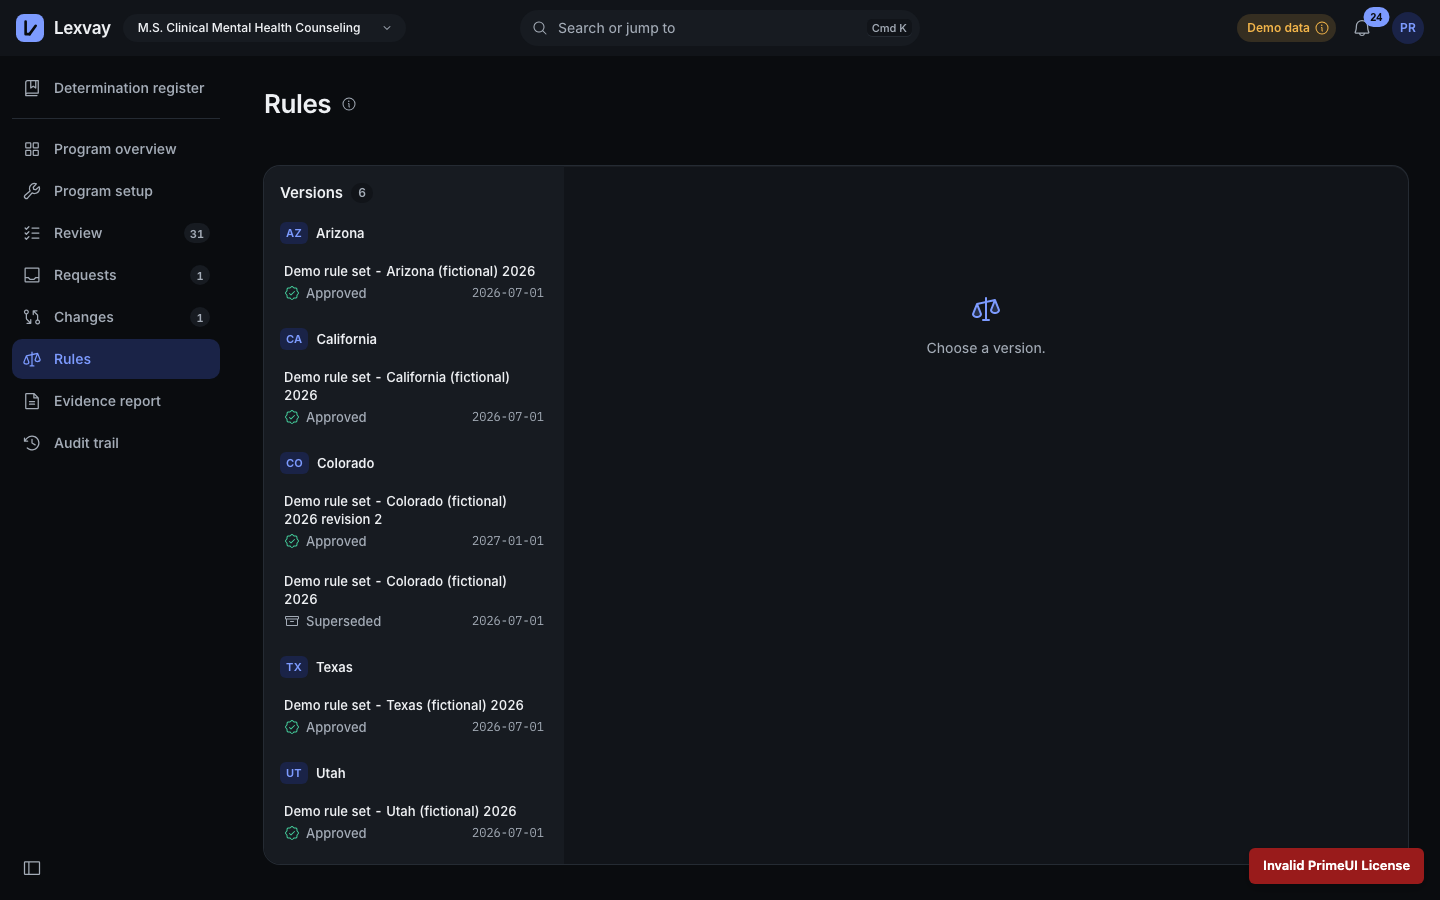 Lexvay
M.S. Clinical Mental Health Counseling
Search or jump to
Cmd K
Demo data
24
PR
Determination register
Program overview
Program setup
Review
31
Requests
1
Changes
1
Rules
Evidence report
Audit trail
Rules
Versions
6
AZ
Arizona
Demo rule set - Arizona (fictional) 2026
Approved
2026-07-01
CA
California
Demo rule set - California (fictional)
2026
Approved
2026-07-01
CO
Colorado
Demo rule set - Colorado (fictional)
2026 revision 2
Approved
2027-01-01
Demo rule set - Colorado (fictional)
2026
Superseded
2026-07-01
TX
Texas
Demo rule set - Texas (fictional) 2026
Approved
2026-07-01
UT
Utah
Demo rule set - Utah (fictional) 2026
Approved
2026-07-01
Choose a version.
Invalid PrimeUI License